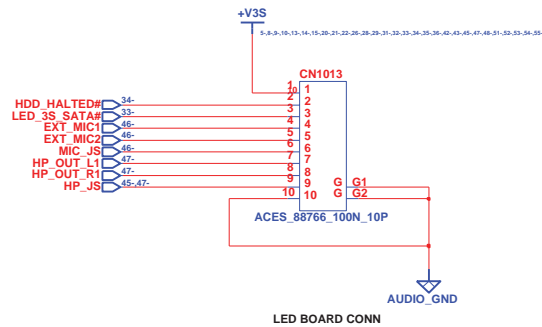 +V3S
5-,8-,9-,10-,13-,14-,15-,20-,21-,22-,26-,28-,29-,31-,32-,33-,34-,35-,36-,42-,43-,45-,47-,48-,51-,52-,53-,54-,55-
CN1013
1 1
10
HDD_HALTED# 34- 2 2
LED_3S_SATA# 33- 3 3
EXT_MIC1 46- 4 4
EXT_MIC2 46- 5 5
MIC_JS 46- 6 6
HP_OUT_L1 47- 7 7
HP_OUT_R1 47- 8 8
HP_JS 45-,47- 9 9 G G1
10 10 G G2
ACES_88766_100N_10P
AUDIO_GND
LED BOARD CONN